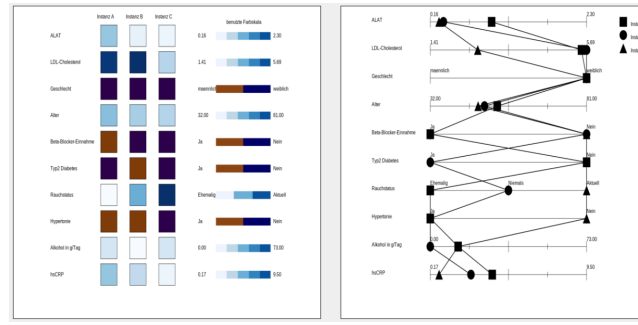 Instanz A Instanz B Instanz C benutzte Farbskala
ALAT 0.16 2.30
LDL-Cholesterol 1.41 5.69
Geschlecht maennlich weiblich
Alter 32.00 81.00
Beta-Blocker-Einnahme Ja Nein
Typ2 Diabetes Ja Nein
Rauchstatus Ehemalig Aktuell
Hypertonie Ja Nein
Alkohol in g/Tag 0.00 73.00
hsCRP 0.17 9.50
ALAT 0.16 2.30
LDL-Cholesterol 1.41 5.69
Geschlecht maennlich weiblich
Alter 32.00 81.00
Beta-Blocker-Einnahme Ja Nein
Typ2 Diabetes Ja Nein
Rauchstatus Ehemalig Niemals Aktuell
Hypertonie Ja Nein
Alkohol in g/Tag 0.00 73.00
hsCRP 0.17 9.50